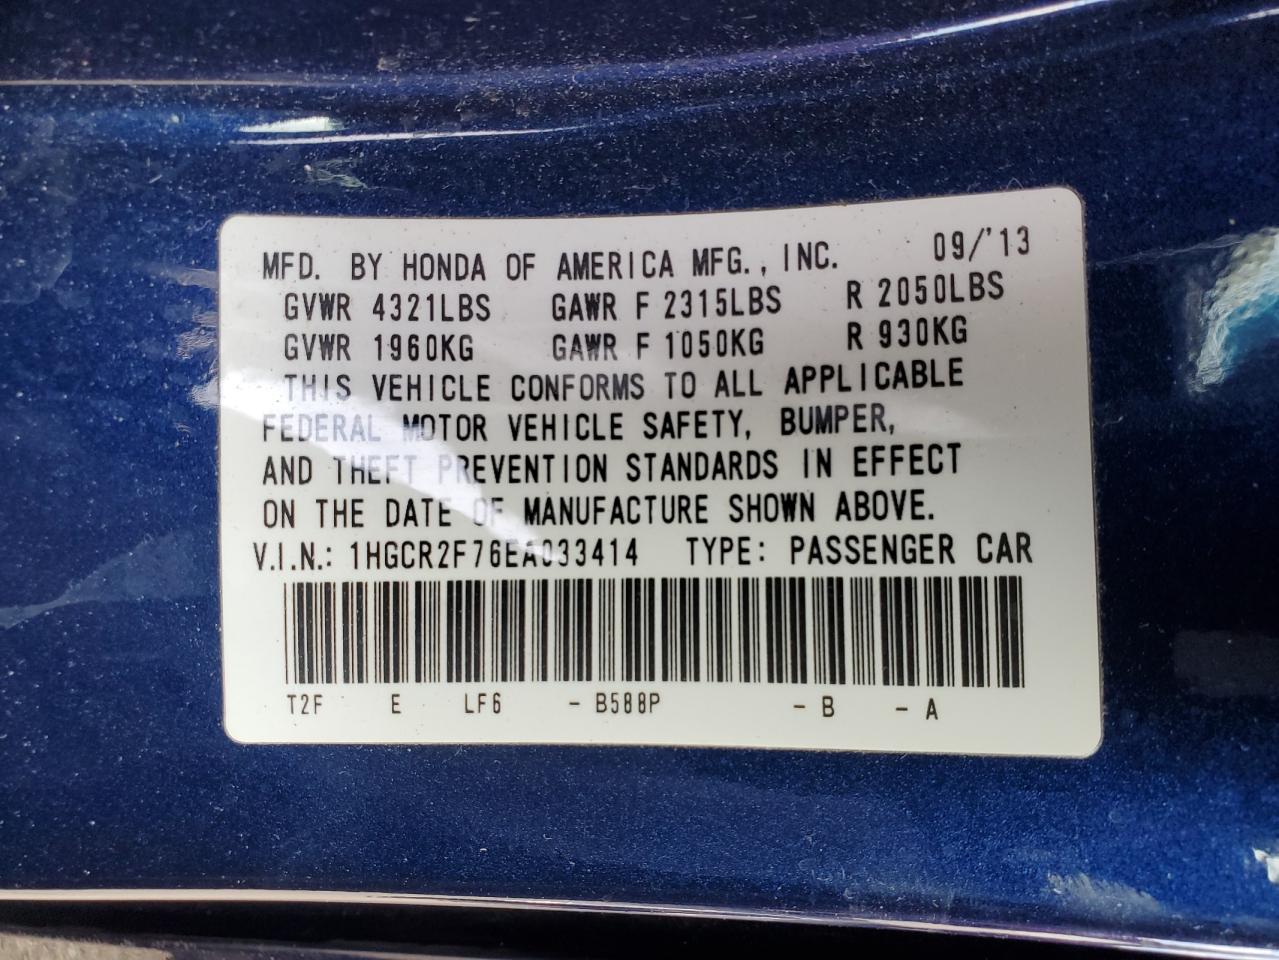 MFD. BY HONDA OF AMERICA MFG., INC. 09/'13
GVWR 4321LBS GAWR F 2315LBS R 2050LBS
GVWR 1960KG GAWR F 1050KG R 930KG
THIS VEHICLE CONFORMS TO ALL APPLICABLE
FEDERAL MOTOR VEHICLE SAFETY, BUMPER,
AND THEFT PREVENTION STANDARDS IN EFFECT
ON THE DATE OF MANUFACTURE SHOWN ABOVE.
V.I.N.: 1HGCR2F76EA033414 TYPE: PASSENGER CAR
T2F E LF6 - B588P - B - A